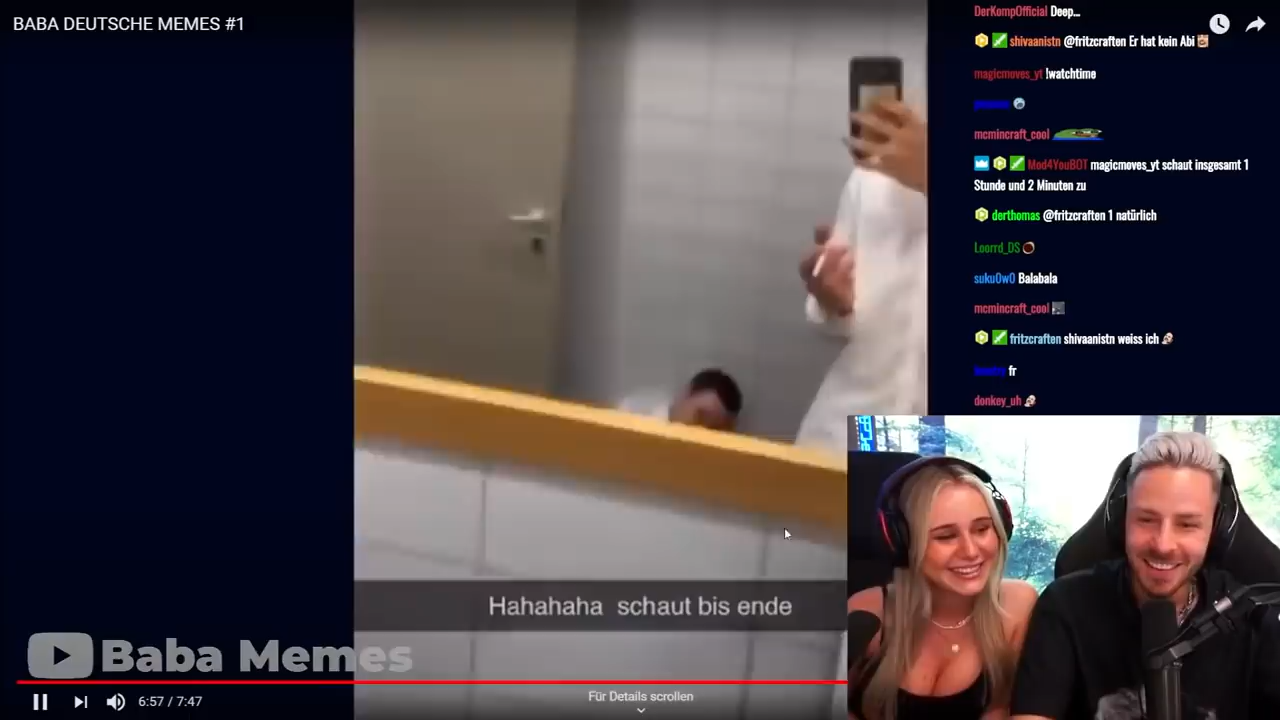 BABA DEUTSCHE MEMES #1
DerKompOfficial Deep...
shivaanistn @fritzcraften Er hat kein Abi
magicmoves_yt !watchtime
mcmincraft_cool
Mod4YouBOT magicmoves_yt schaut insgesamt 1
Stunde und 2 Minuten zu
derthomas @fritzcraften 1 natürlich
Loorrd_DS
suku0w0 Balabala
mcmincraft_cool
fritzcraften shivaanistn weiss ich
fr
donkey_uh
Hahahaha schaut bis ende
Baba Memes
Für Details scrollen
6:57 / 7:47